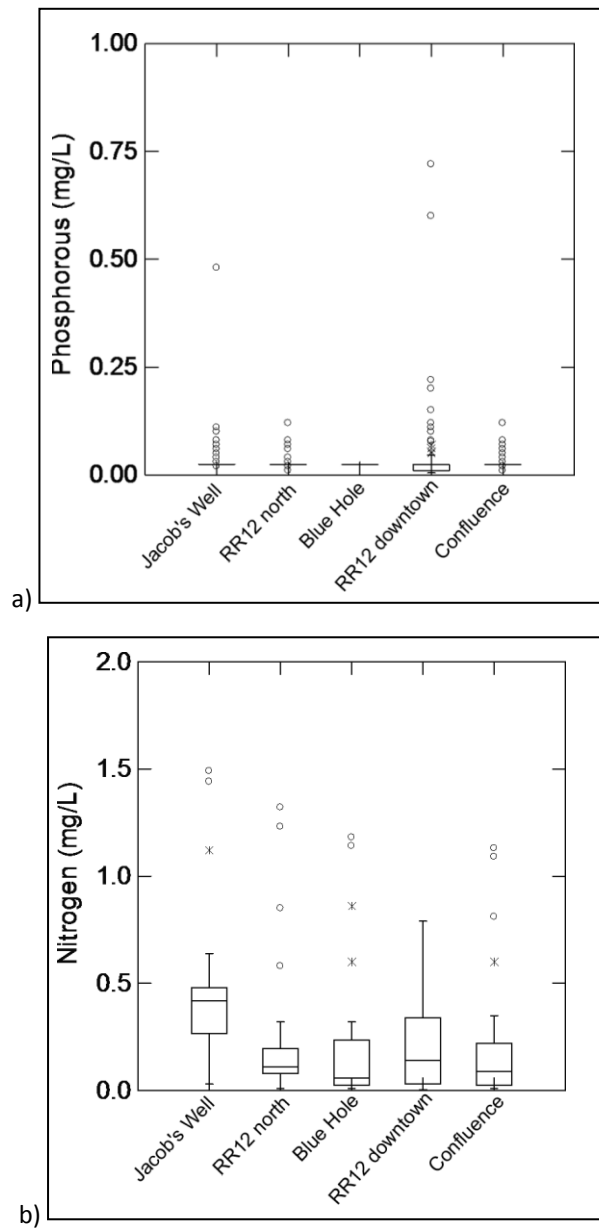 1.00
0.75
0.50
0.25
0.00
Phosphorous (mg/L)
Jacob's Well
RR12 north
Blue Hole
RR12 downtown
Confluence
a)
2.0
1.5
1.0
0.5
0.0
Nitrogen (mg/L)
Jacob's Well
RR12 north
Blue Hole
RR12 downtown
Confluence
b)